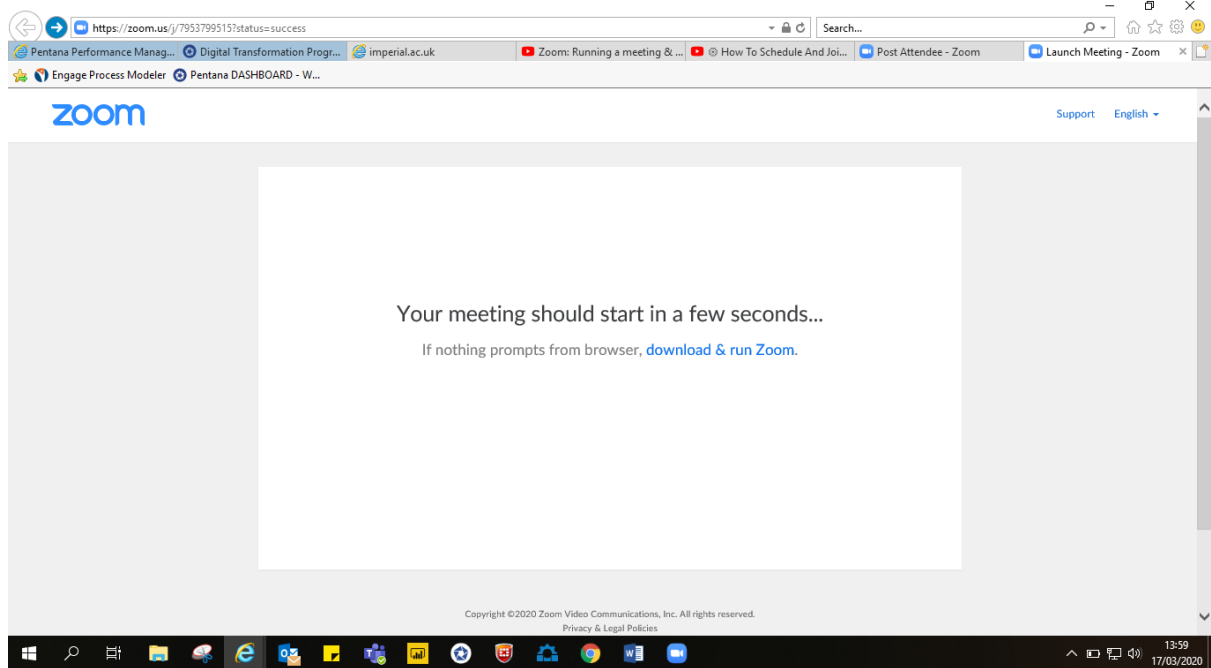 https://zoom.us/j/7953799515?status=success
Search...
Pentana Performance Manag...
Digital Transformation Progr...
imperial.ac.uk
Zoom: Running a meeting & ...
How To Schedule And Joi...
Post Attendee - Zoom
Launch Meeting - Zoom
Engage Process Modeler
Pentana DASHBOARD - W...
zoom
Support
English
Your meeting should start in a few seconds...
If nothing prompts from browser, download & run Zoom.
Copyright ©2020 Zoom Video Communications, Inc. All rights reserved.
Privacy & Legal Policies
13:59
17/03/2020